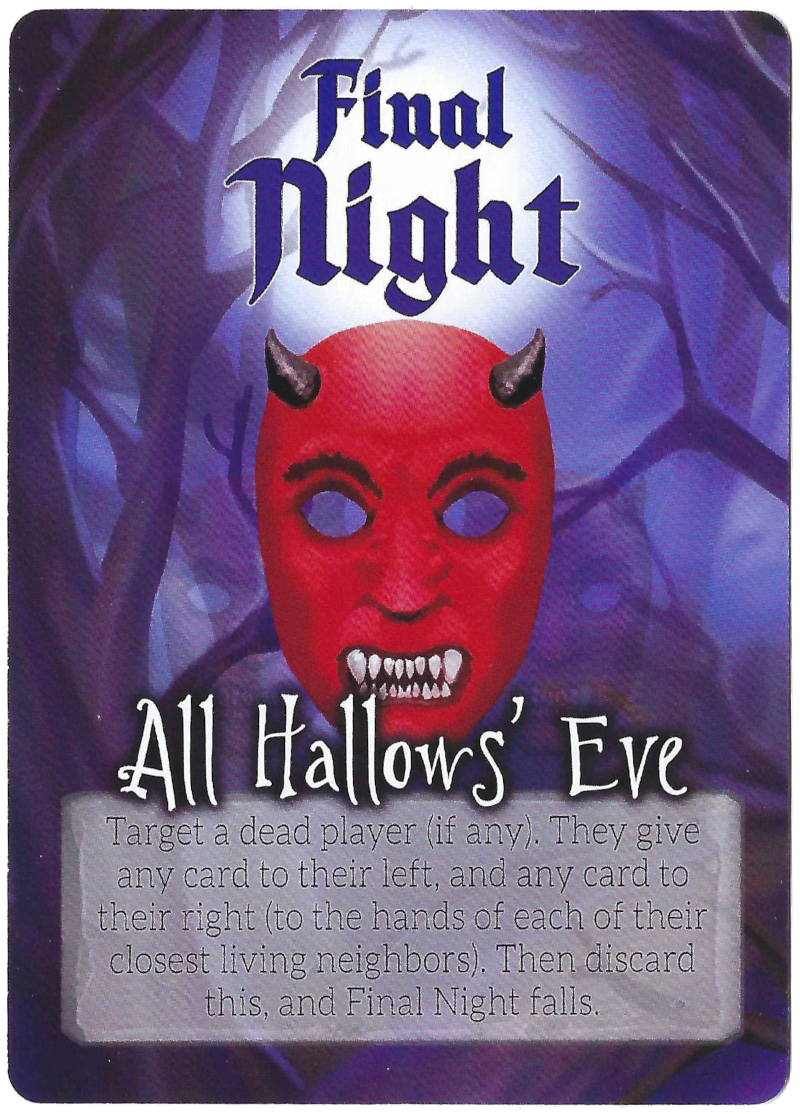 Final
Night
All Hallows’ Eve
Target a dead player (if any). They give
any card to their left, and any card to
their right (to the hands of each of their
closest living neighbors). Then discard
this, and Final Night falls.